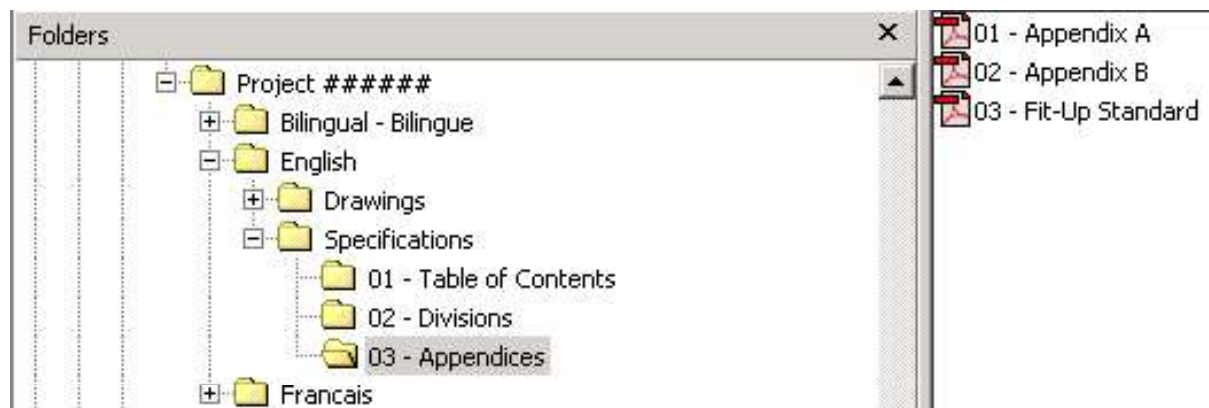 Folders
Project ######
Bilingual - Bilingue
English
Drawings
Specifications
01 - Table of Contents
02 - Divisions
03 - Appendices
Francais
01 - Appendix A
02 - Appendix B
03 - Fit-Up Standard